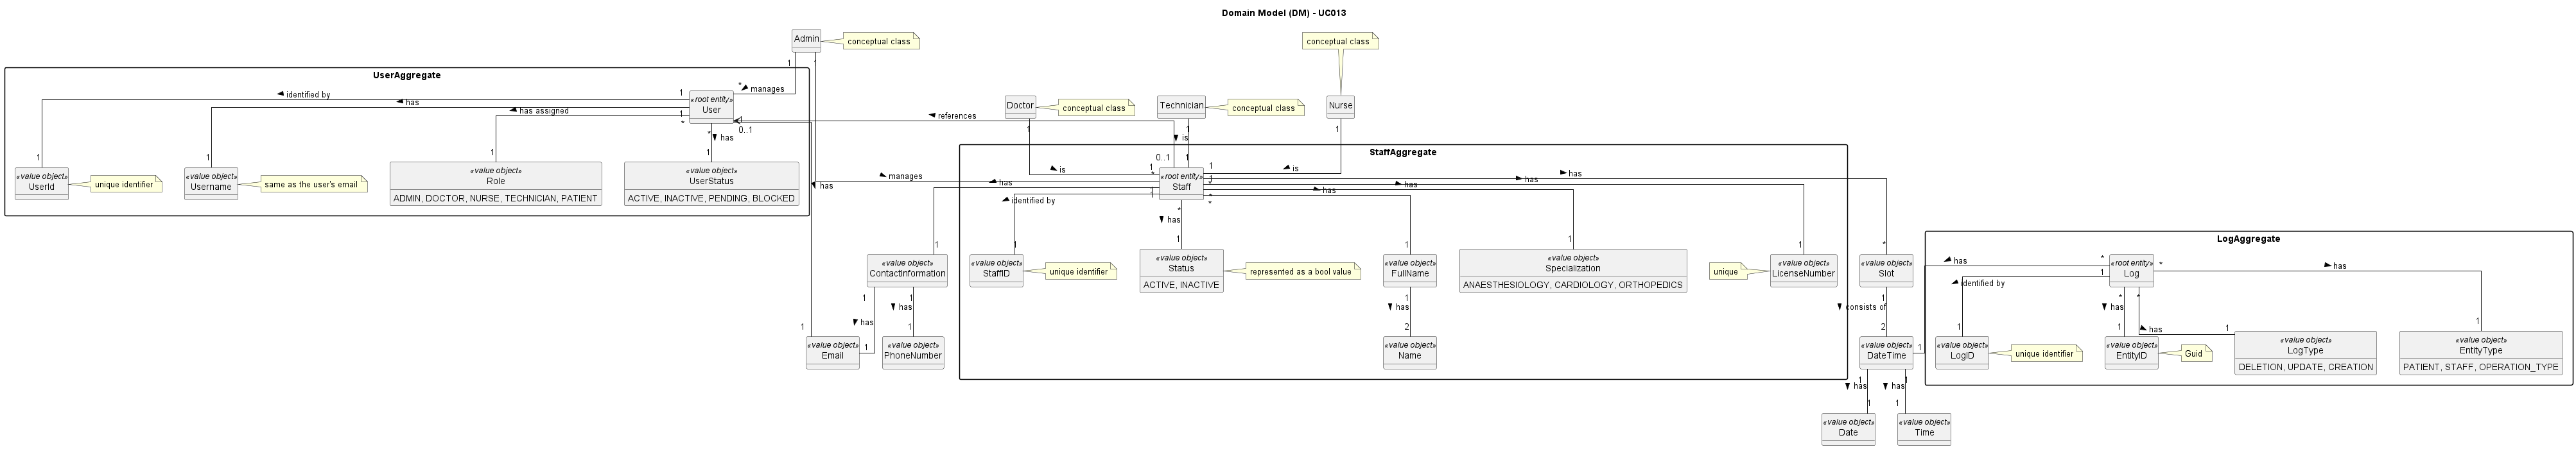 Domain Model (DM) - UC013
Admin
conceptual class
conceptual class
1
1
UserAggregate
*
manages
identified by
1
has
has assigned
1
*
«root entity»
User
1
0..1
references
*
has
1
1
1
1
«value object»
UserId
unique identifier
«value object»
Username
same as the user's email
«value object»
Role
ADMIN, DOCTOR, NURSE, TECHNICIAN, PATIENT
«value object»
UserStatus
ACTIVE, INACTIVE, PENDING, BLOCKED
has
Doctor
conceptual class
Technician
conceptual class
Nurse
1
1
1
is
is
is
StaffAggregate
0..1
1
1
1
*
manages
«root entity»
Staff
has
identified by
1
*
has
1
*
*
has
has
has
has
1
1
1
1
1
1
*
«value object»
ContactInformation
«value object»
StaffID
unique identifier
«value object»
Status
ACTIVE, INACTIVE
represented as a bool value
«value object»
FullName
«value object»
Specialization
ANAESTHESIOLOGY, CARDIOLOGY, ORTHOPEDICS
unique
«value object»
LicenseNumber
«value object»
Slot
1
1
has
has
1
1
1
«value object»
Email
«value object»
PhoneNumber
1
has
2
«value object»
Name
1
consists of
2
«value object»
DateTime
1
1
1
has
has
1
1
«value object»
Date
«value object»
Time
LogAggregate
has
*
1
identified by
«root entity»
Log
*
has
*
*
has
has
1
1
1
1
«value object»
LogID
unique identifier
«value object»
EntityID
Guid
«value object»
LogType
DELETION, UPDATE, CREATION
«value object»
EntityType
PATIENT, STAFF, OPERATION_TYPE